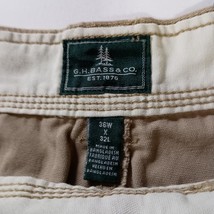 G.H.BASS & CO.
EST. 1876
36W
X
32L
MADE IN
BANGLADESH
FABRIQUÉ AU
BANGLADESH
HECHO EN
BANGLADESH